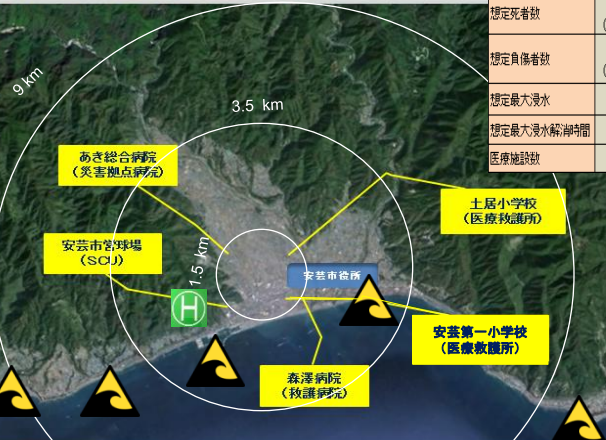 想定死者数
(
想定負傷者数
(
想定最大浸水
想定最大浸水解消時間
医療施設数
9 km
3.5 km
あき総合病院
（災害拠点病院）
土居小学校
（医療救護所）
安芸市営球場
（SCU）
1.5 km
安芸市役所
H
安芸第一小学校
（医療救護所）
森澤病院
（救護病院）